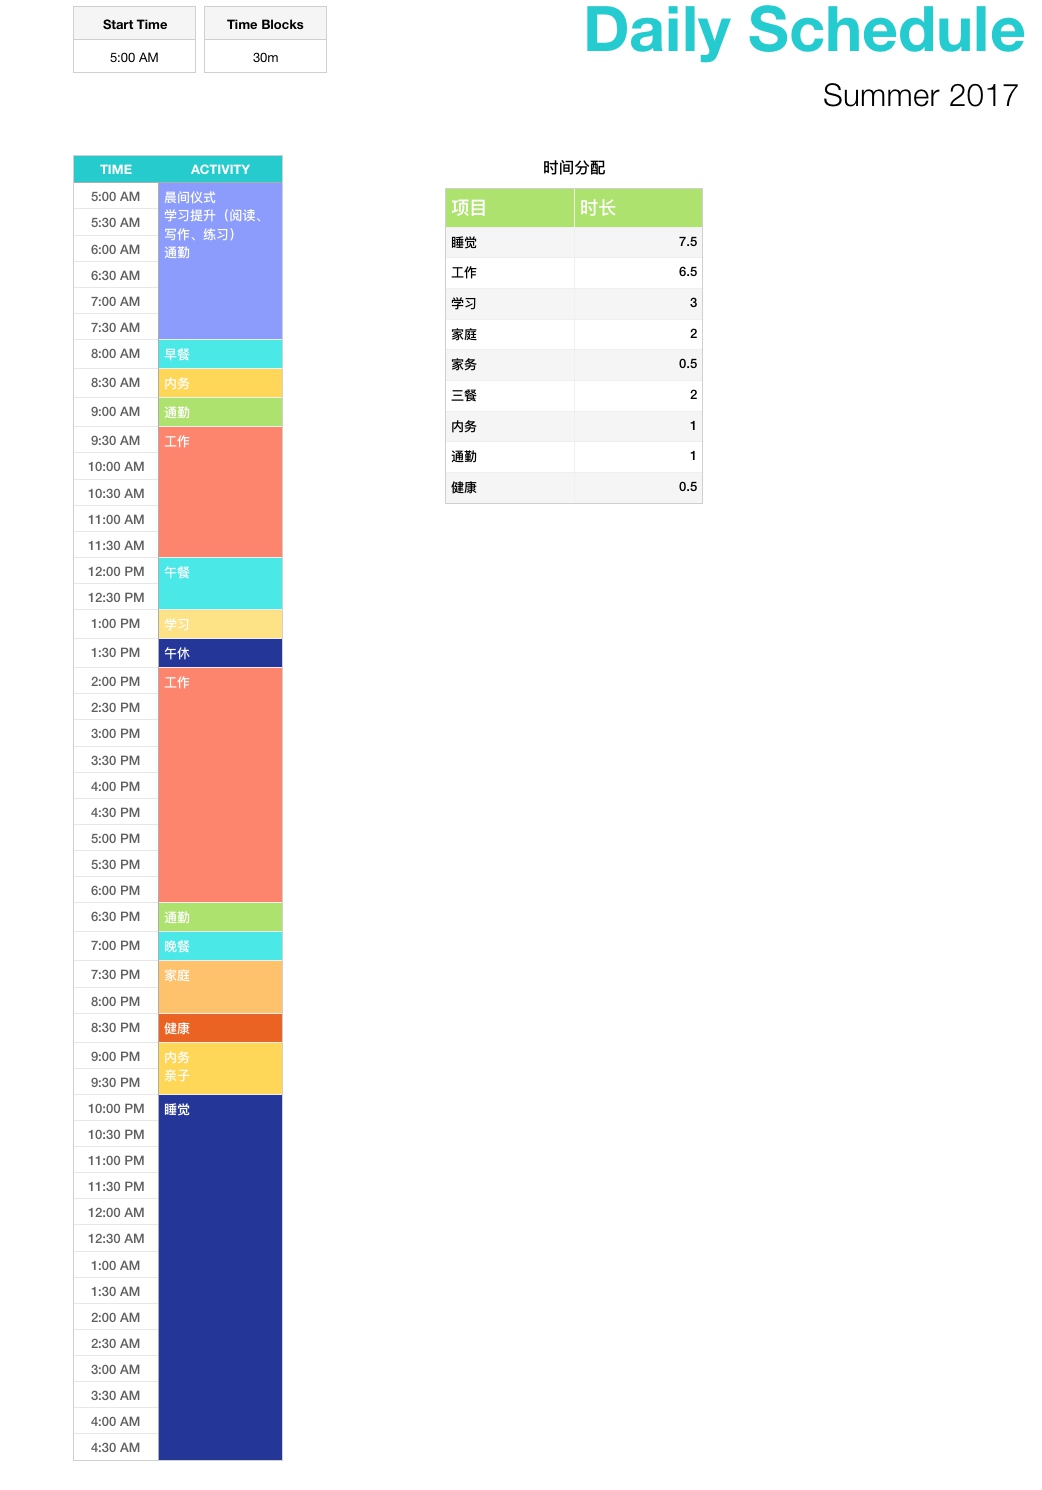 Start Time Time Blocks
5:00 AM 30m
Daily Schedule
Summer 2017
TIME ACTIVITY
5:00 AM 晨间仪式
5:30 AM 学习提升（阅读、
6:00 AM 写作、练习）
6:30 AM 通勤
7:00 AM
7:30 AM
8:00 AM 早餐
8:30 AM 内务
9:00 AM 通勤
9:30 AM 工作
10:00 AM
10:30 AM
11:00 AM
11:30 AM
12:00 PM 午餐
12:30 PM
1:00 PM 学习
1:30 PM 午休
2:00 PM 工作
2:30 PM
3:00 PM
3:30 PM
4:00 PM
4:30 PM
5:00 PM
5:30 PM
6:00 PM
6:30 PM 通勤
7:00 PM 晚餐
7:30 PM 家庭
8:00 PM
8:30 PM 健康
9:00 PM 内务
9:30 PM 亲子
10:00 PM 睡觉
10:30 PM
11:00 PM
11:30 PM
12:00 AM
12:30 AM
1:00 AM
1:30 AM
2:00 AM
2:30 AM
3:00 AM
3:30 AM
4:00 AM
4:30 AM
时间分配
项目 时长
睡觉 7.5
工作 6.5
学习 3
家庭 2
家务 0.5
三餐 2
内务 1
通勤 1
健康 0.5